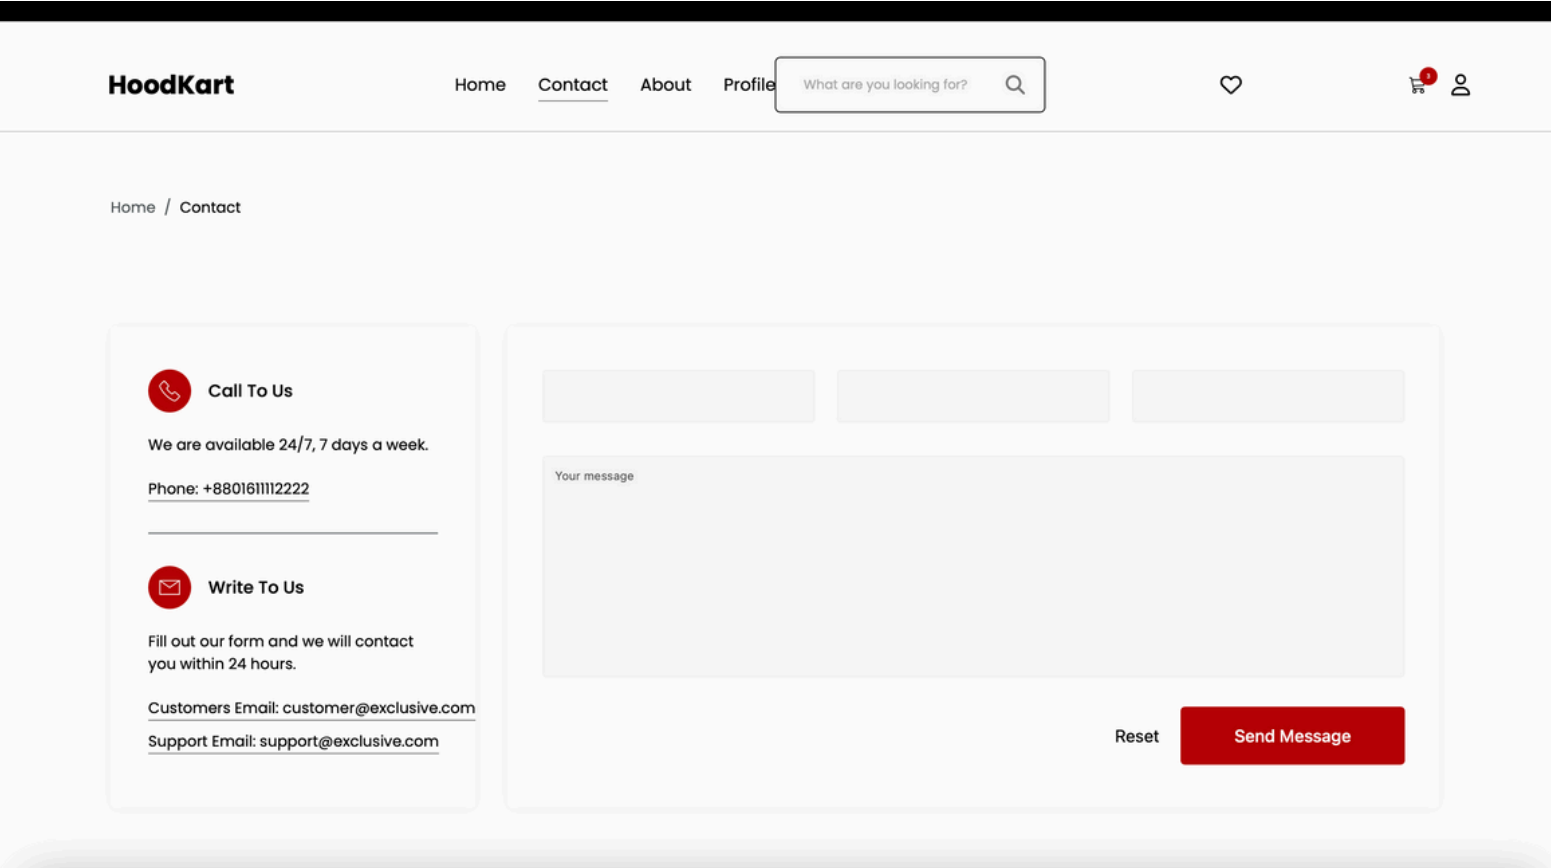 HoodKart
Home Contact About Profile What are you looking for?
3
Home / Contact
Call To Us
We are available 24/7, 7 days a week.
Phone: +8801611112222
Write To Us
Fill out our form and we will contact
you within 24 hours.
Customers Email: customer@exclusive.com
Support Email: support@exclusive.com
Your message
Reset Send Message